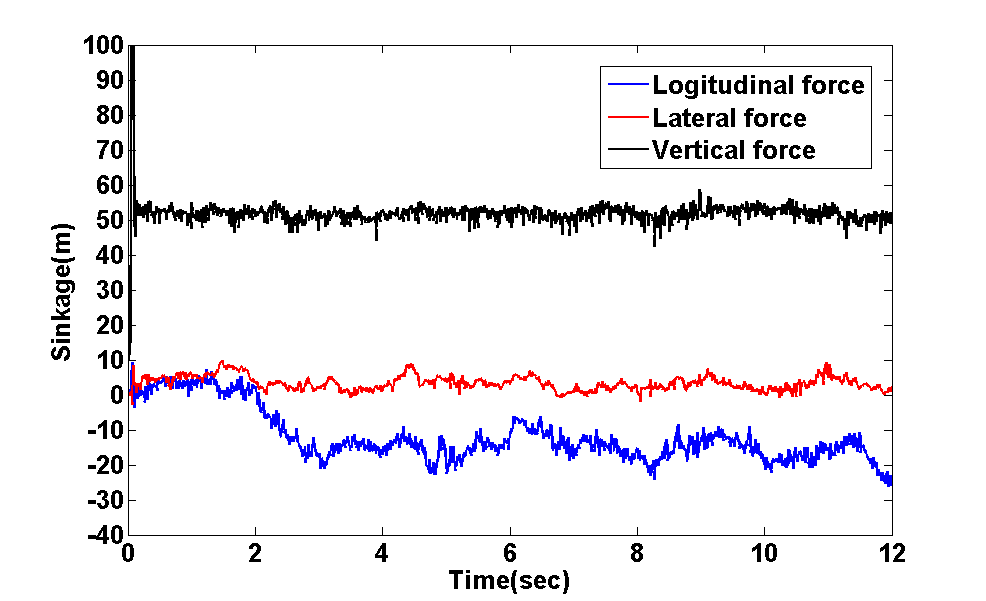 100
90
80
70
60
50
40
30
20
10
0
-10
-20
-30
-40
Sinkage(m)
Logitudinal force
Lateral force
Vertical force
0 2 4 6 8 10 12
Time(sec)